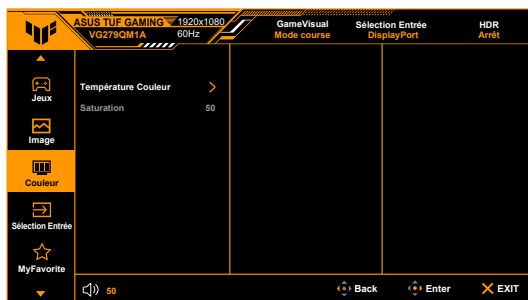 ASUS TUF GAMING 1920x1080
VG279QM1A 60Hz
GameVisual
Mode course
Sélection Entrée
DisplayPort
HDR
Arrêt
Jeux
Image
Couleur
Sélection Entrée
MyFavorite
Température Couleur
Saturation 50
50
Back
Enter
EXIT